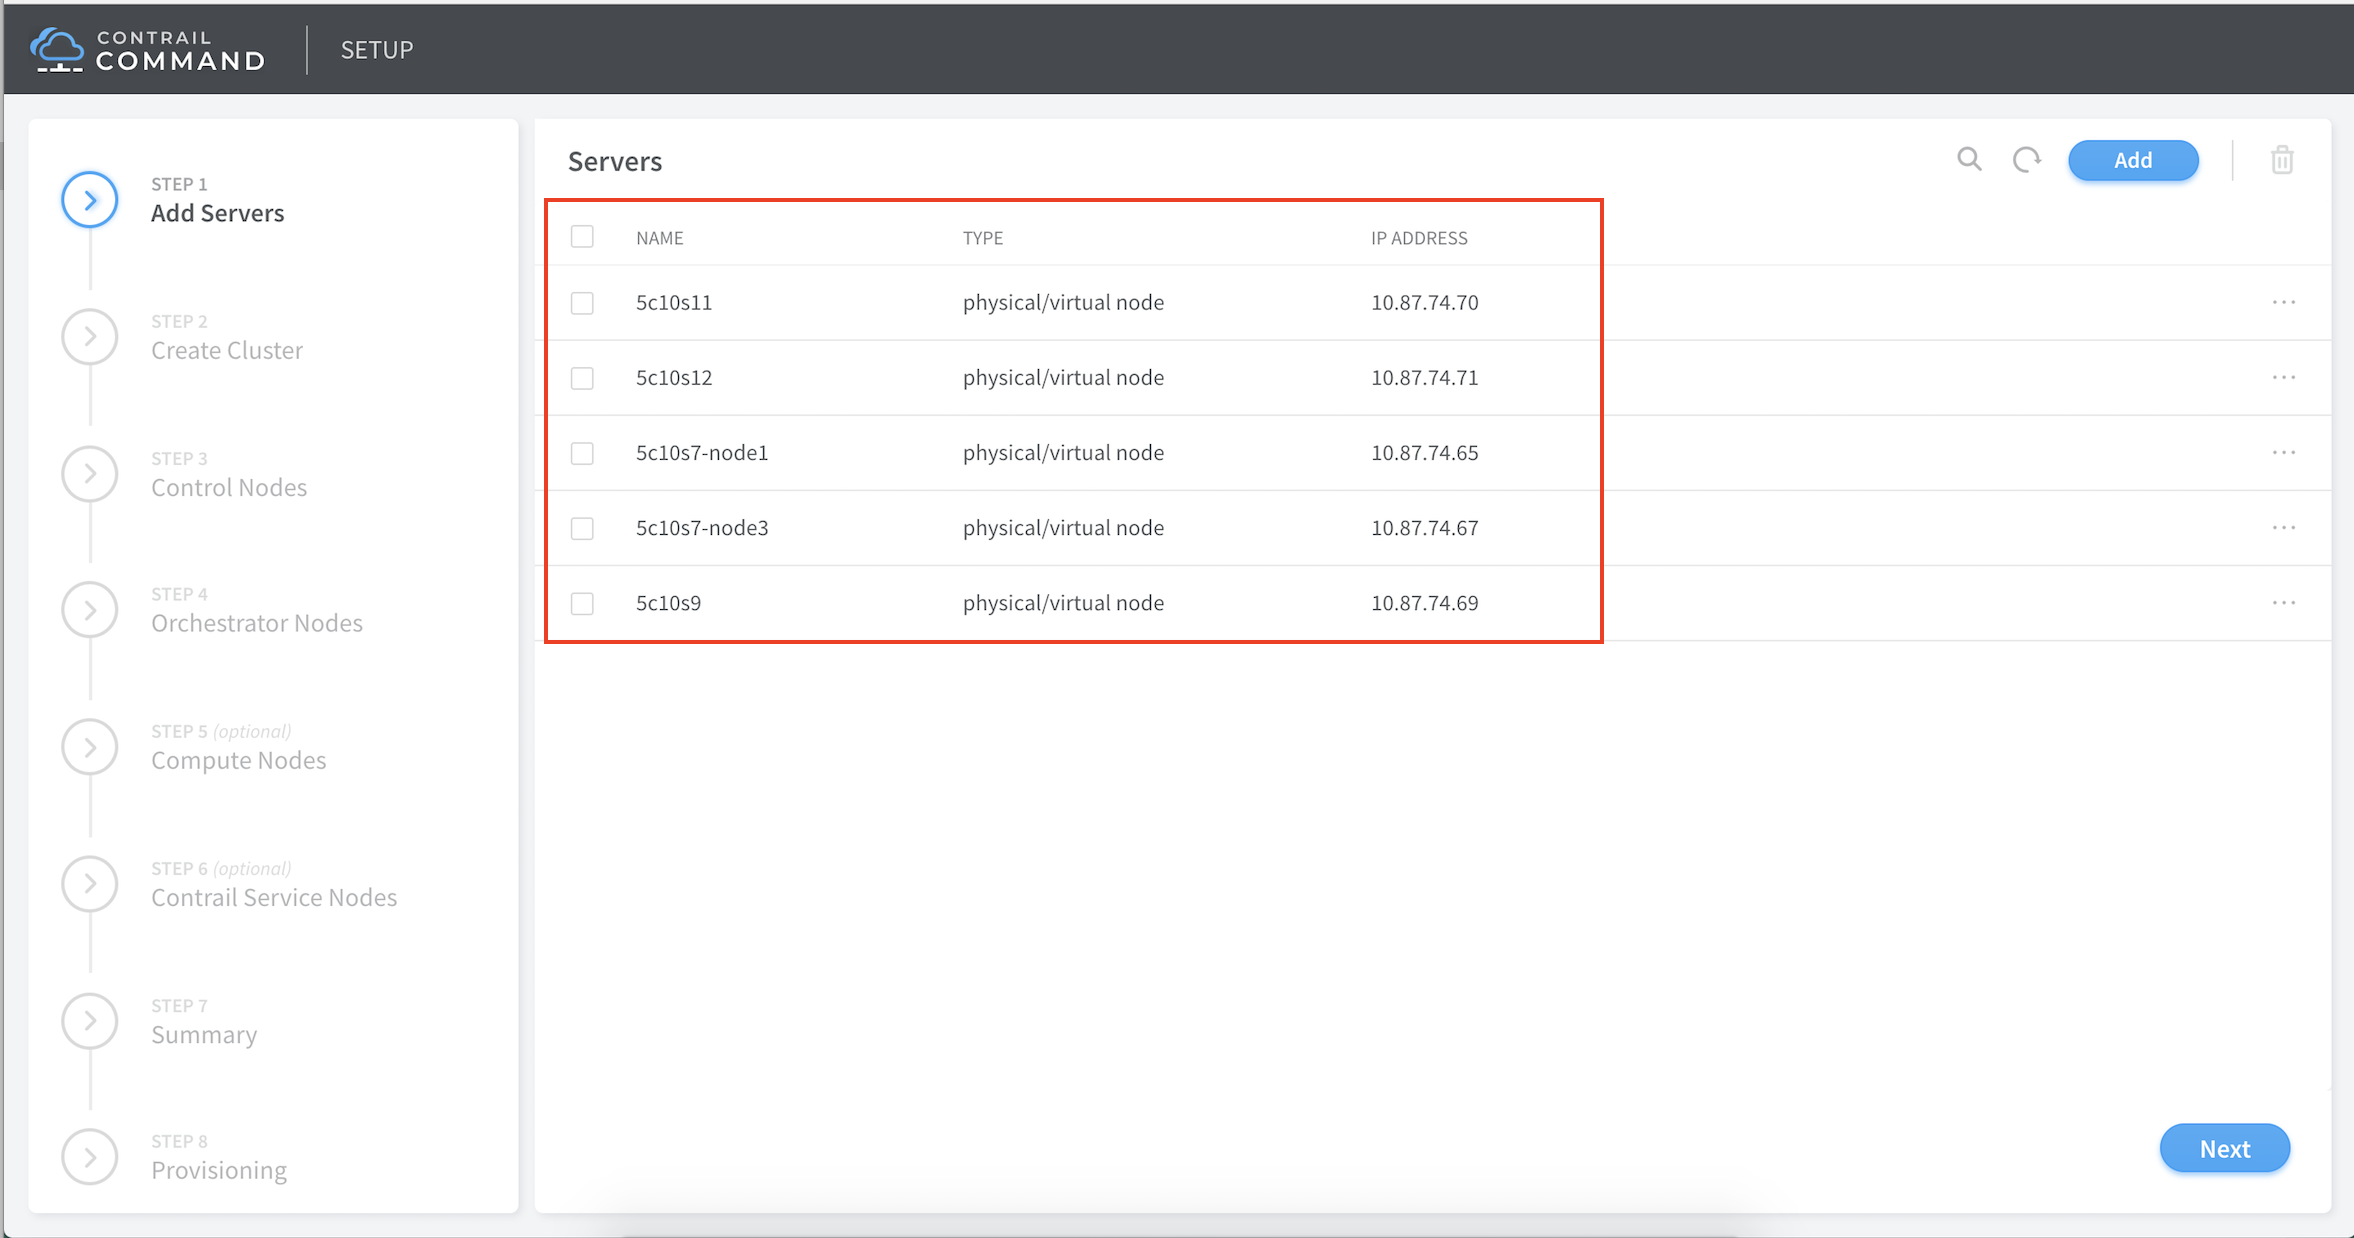 CONTRAIL
COMMAND
SETUP
STEP 1
Add Servers
STEP 2
Create Cluster
STEP 3
Control Nodes
STEP 4
Orchestrator Nodes
STEP 5 (optional)
Compute Nodes
STEP 6 (optional)
Contrail Service Nodes
STEP 7
Summary
STEP 8
Provisioning
Servers
Add
NAME TYPE IP ADDRESS
5c10s11 physical/virtual node 10.87.74.70 ...
5c10s12 physical/virtual node 10.87.74.71 ...
5c10s7-node1 physical/virtual node 10.87.74.65 ...
5c10s7-node3 physical/virtual node 10.87.74.67 ...
5c10s9 physical/virtual node 10.87.74.69 ...
Next